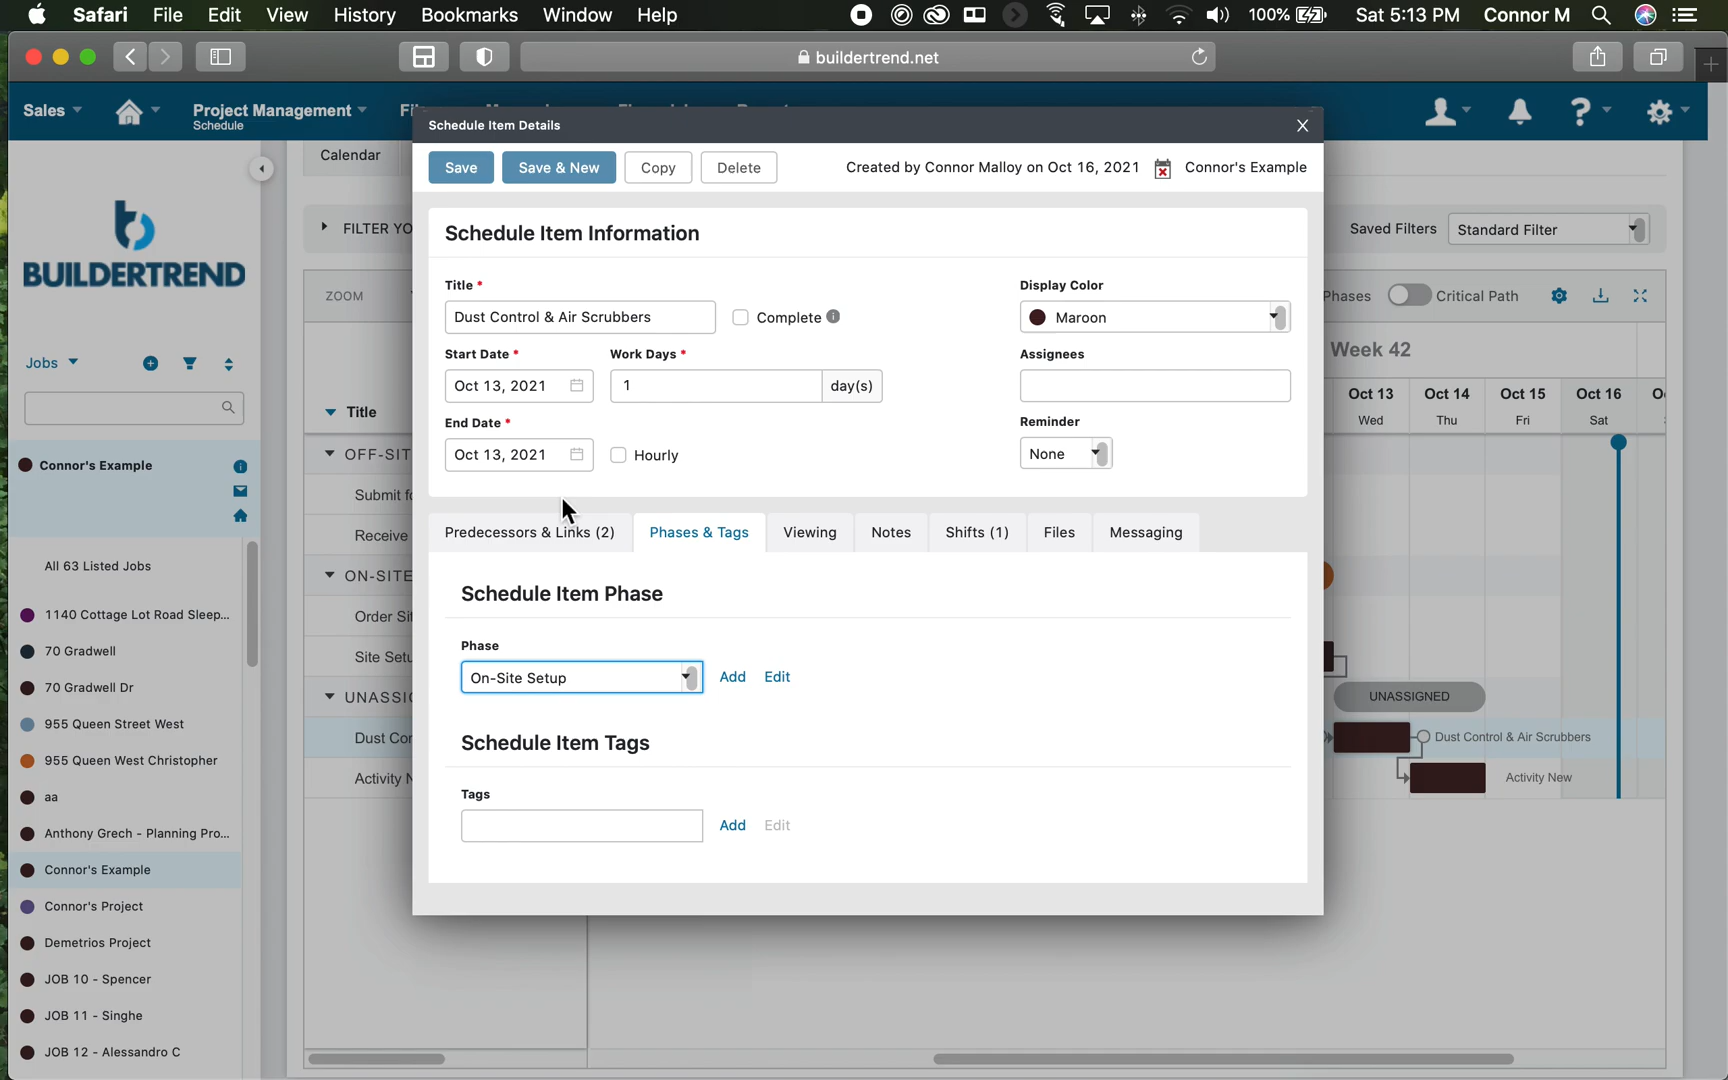 Safari File Edit View History Bookmarks Window Help 100% Sat 5:13 PM Connor M
buildertrend.net
Sales Project Management
Schedule
Schedule Item Details
Calendar
Save Save & New Copy Delete Created by Connor Malloy on Oct 16, 2021 Connor's Example
BUILDERTREND
FILTER YO
Saved Filters Standard Filter
Schedule Item Information
Title * Display Color
ZOOM Dust Control & Air Scrubbers Complete Maroon Phases Critical Path
Start Date * Work Days * Assignees Week 42
Jobs
Oct 13, 2021 1 day(s) Oct 13 Oct 14 Oct 15 Oct 16
Title End Date * Reminder Wed Thu Fri Sat
Oct 13, 2021 Hourly None
Connor's Example
OFF-SIT
Submit fo
Predecessors & Links (2) Phases & Tags Viewing Notes Shifts (1) Files Messaging
Receive
All 63 Listed Jobs
ON-SITE
Schedule Item Phase
1140 Cottage Lot Road Sleep... Order Sit
70 Gradwell Site Setu Phase
70 Gradwell Dr On-Site Setup Add Edit
UNASSIG UNASSIGNED
955 Queen Street West Dust Cor Schedule Item Tags Dust Control & Air Scrubbers
955 Queen West Christopher Activity N Activity New
aa Tags
Anthony Grech - Planning Pro... Add Edit
Connor's Example
Connor's Project
Demetrios Project
JOB 10 - Spencer
JOB 11 - Singhe
JOB 12 - Alessandro C